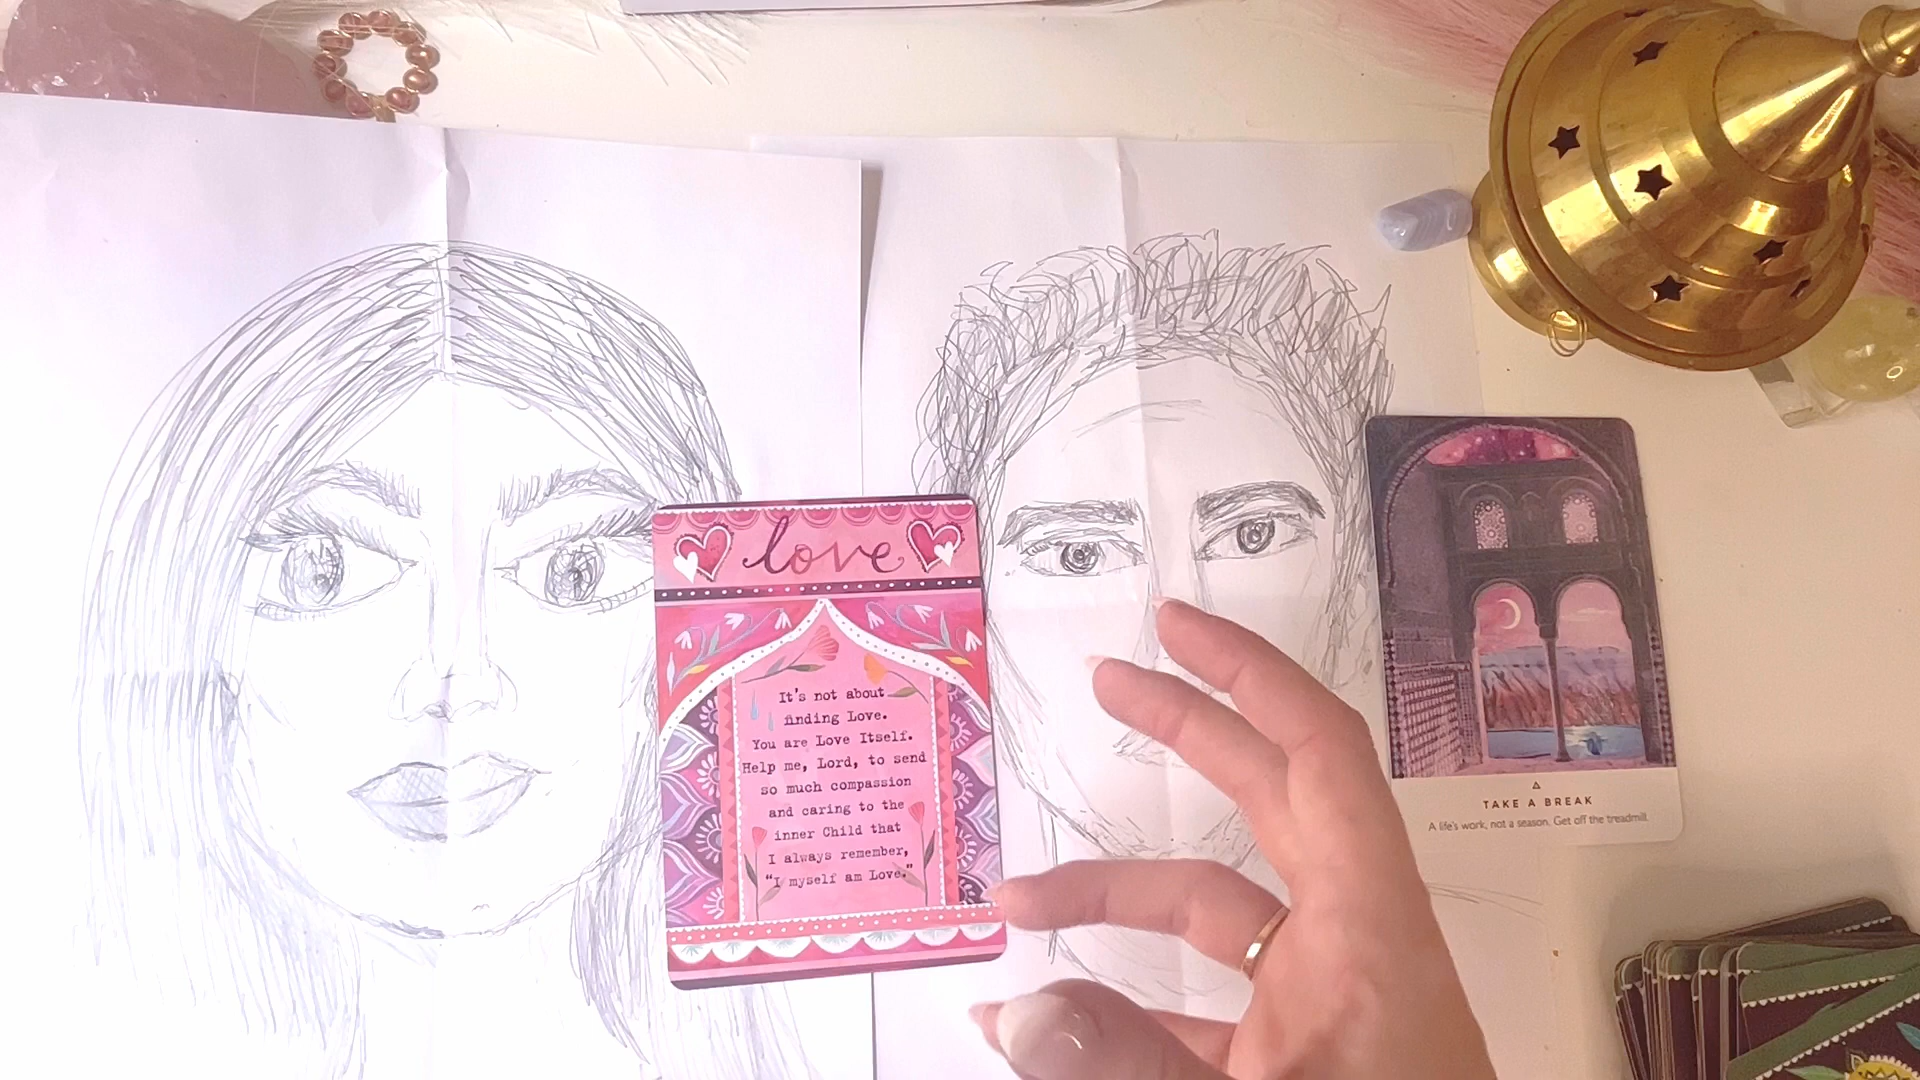 love
It's not about
finding Love.
You are Love Itself.
Help me, Lord, to send
so much compassion
and caring to the
inner Child that
I always remember,
"I myself am Love."
TAKE A BREAK
A life's work, not a season. Get off the treadmill.